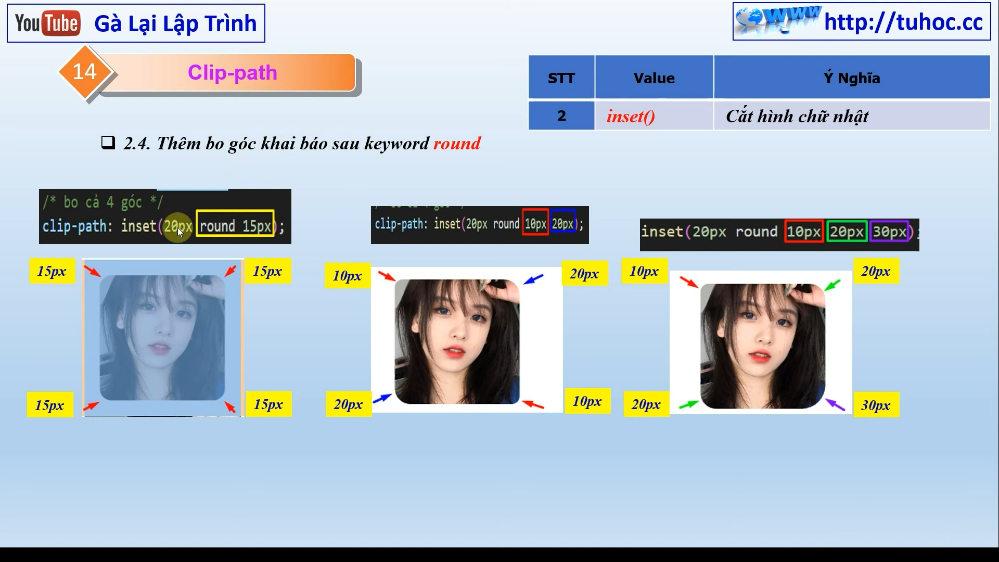 YouTube Gà Lại Lập Trình
WWW http://tuhoc.cc
14 Clip-path
STT Value Ý Nghĩa
2 inset() Cắt hình chữ nhật
2.4. Thêm bo góc khai báo sau keyword round
/* bo cả 4 góc */
clip-path: inset(20px round 15px);
clip-path: inset(20px round 10px 20px);
inset(20px round 10px 20px 30px);
15px 15px
15px 15px
10px 20px
20px 10px
10px 20px
20px 30px